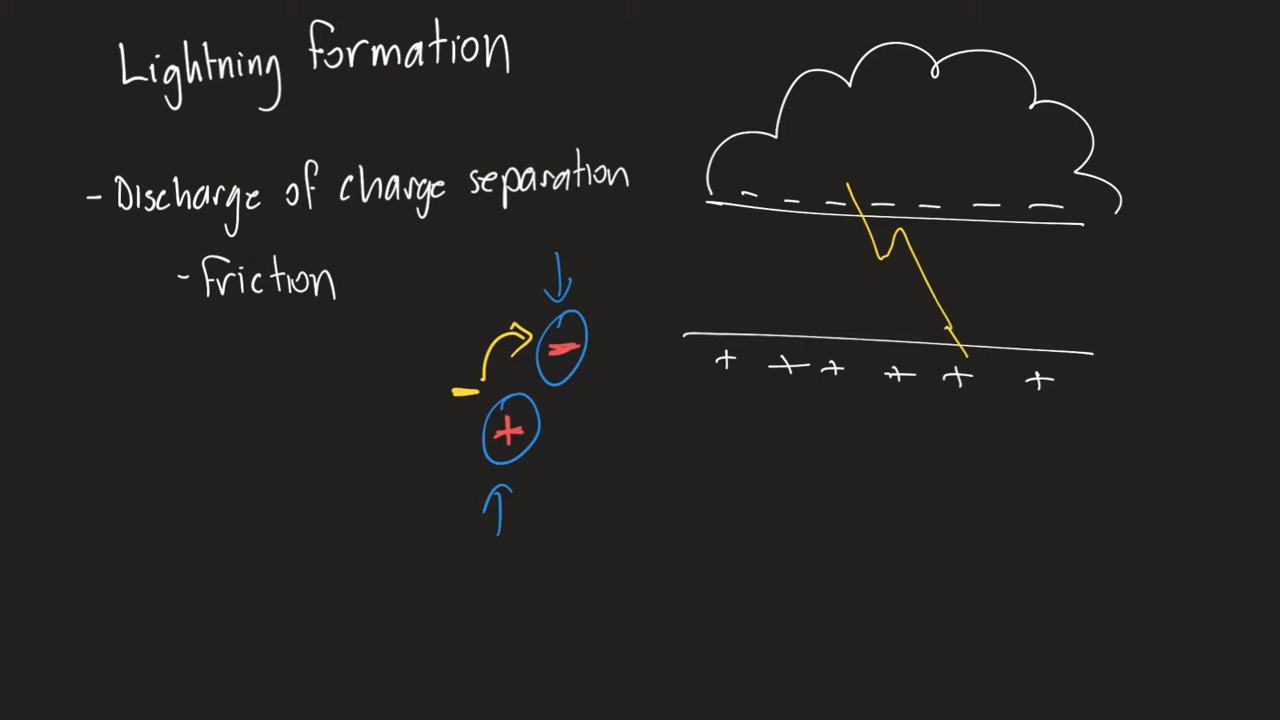 Lightning formation
- Discharge of charge separation
- Friction
- - - - - - - -
-
- +
+ + + + + +